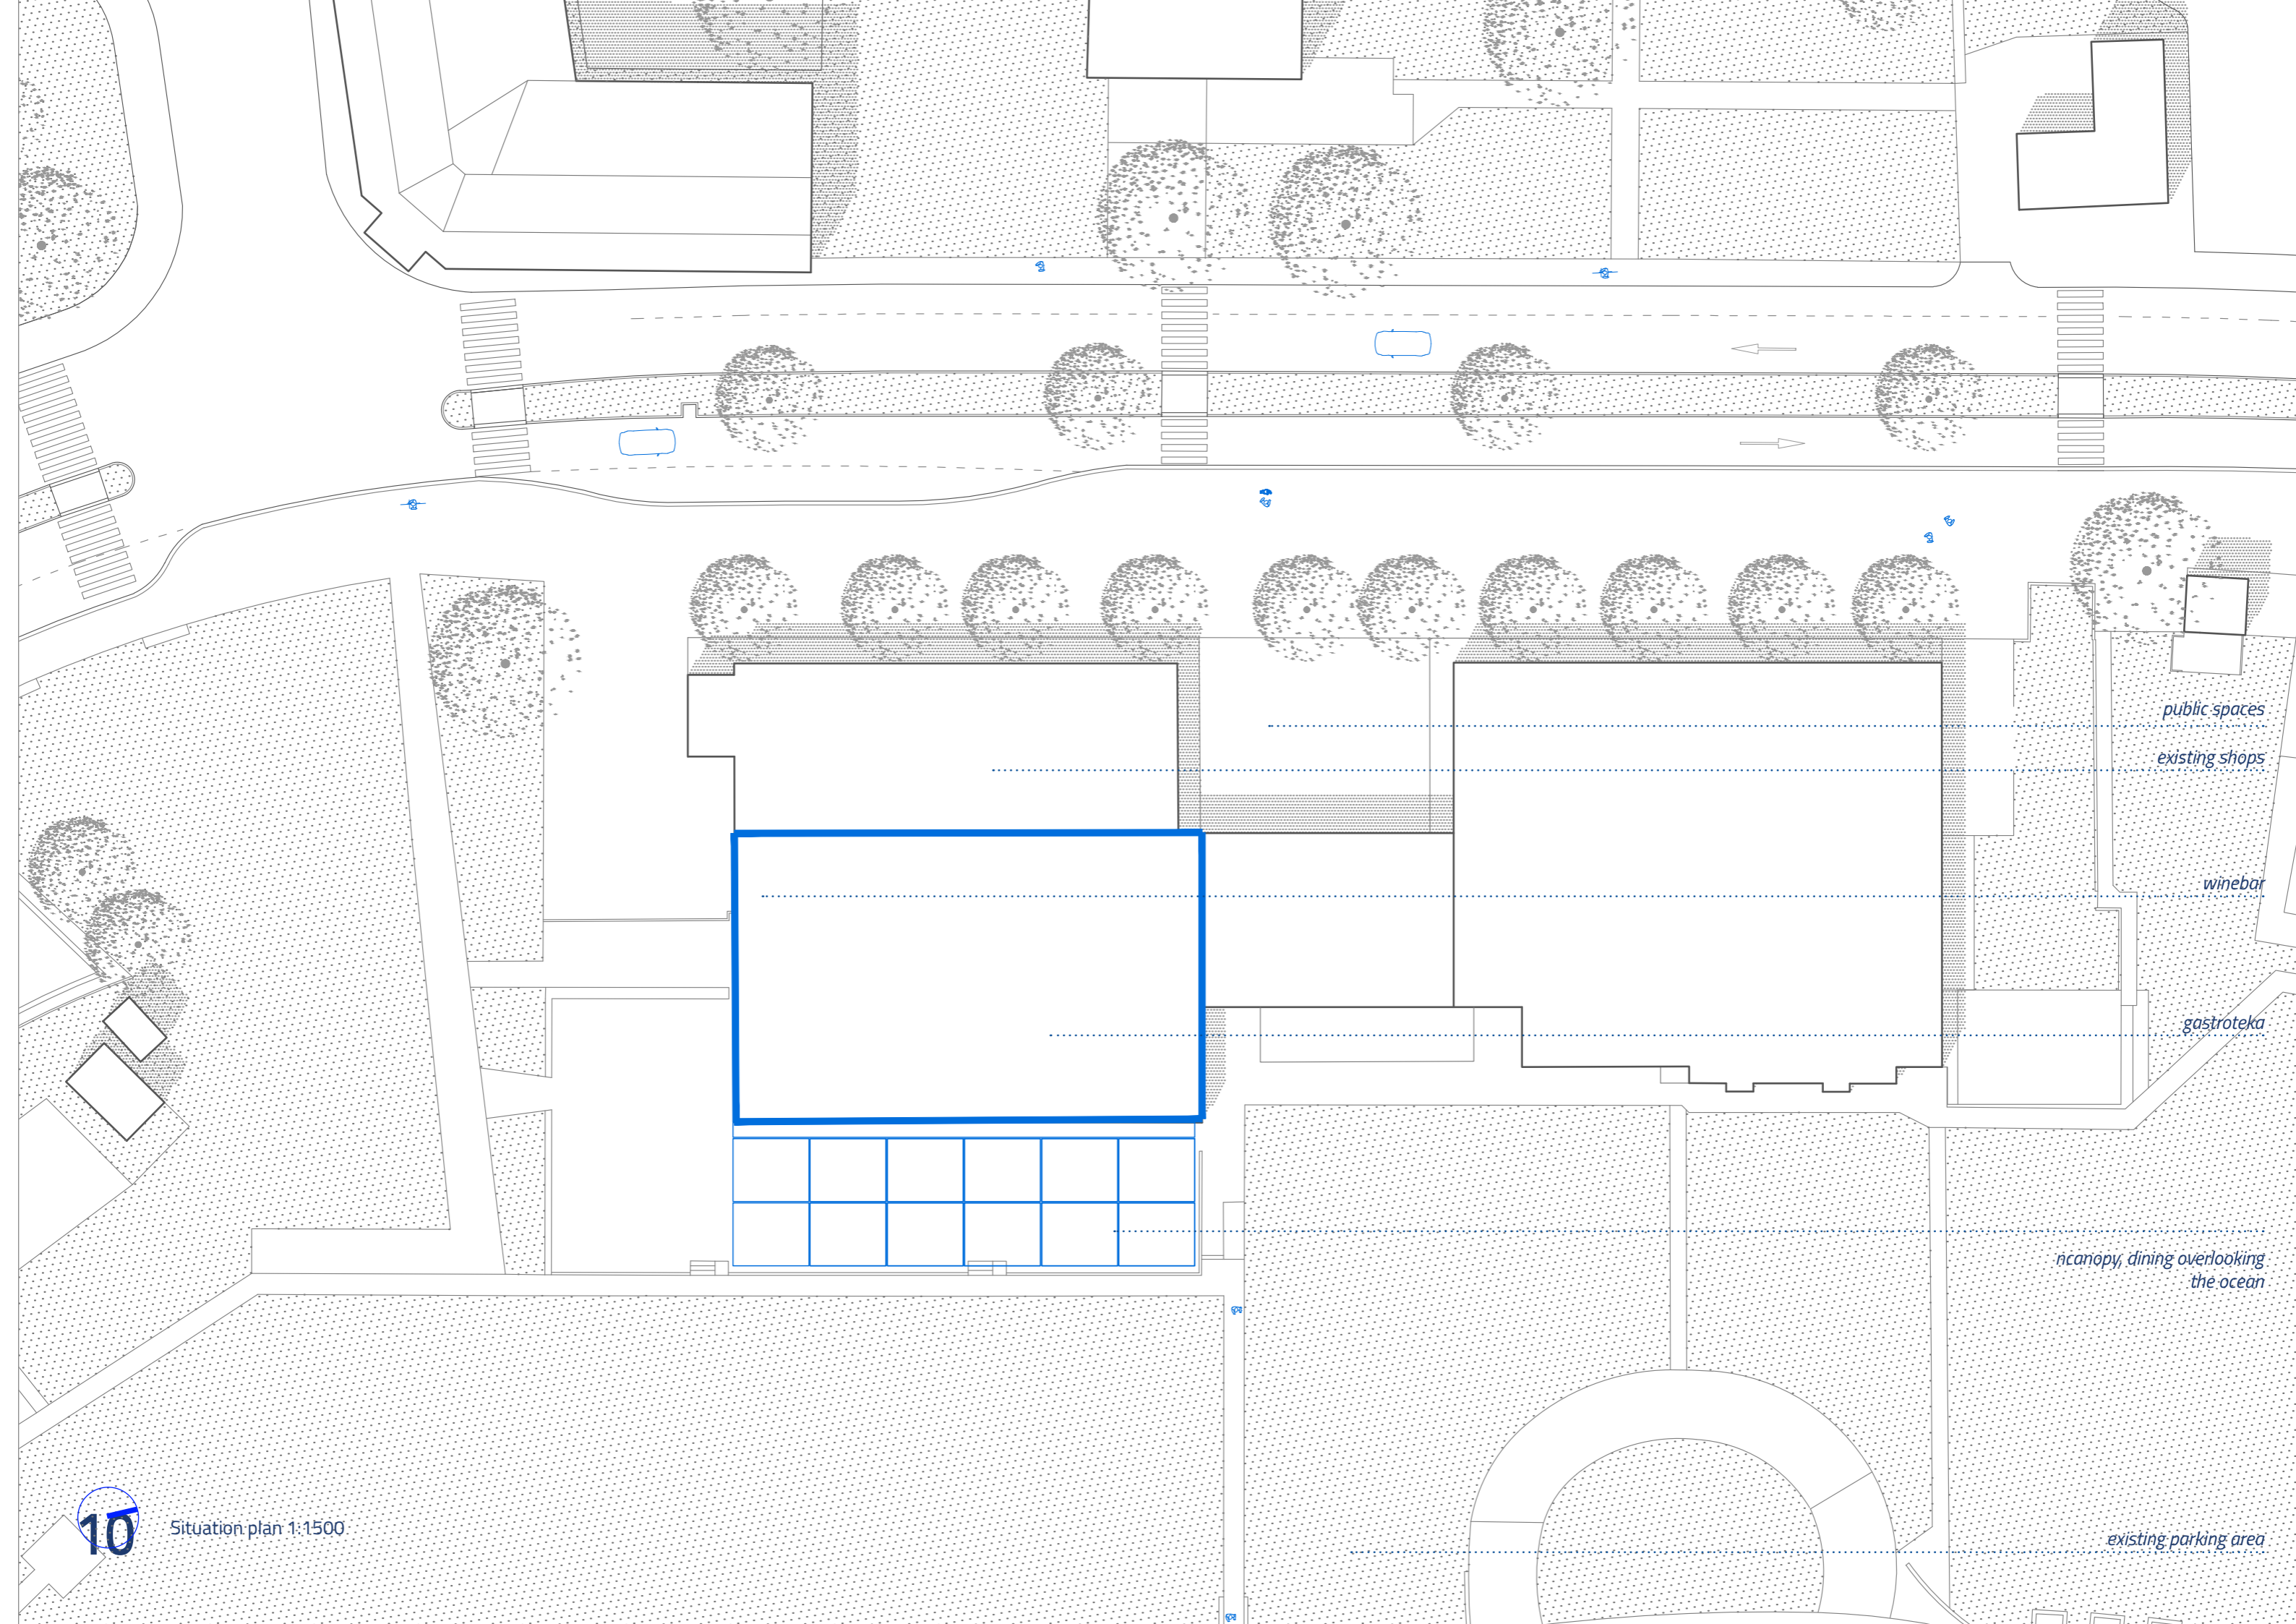 public spaces
existing shops
winebar
gastroteka
ncanopy, dining overlooking
the ocean
existing parking area
10
Situation plan 1:1500